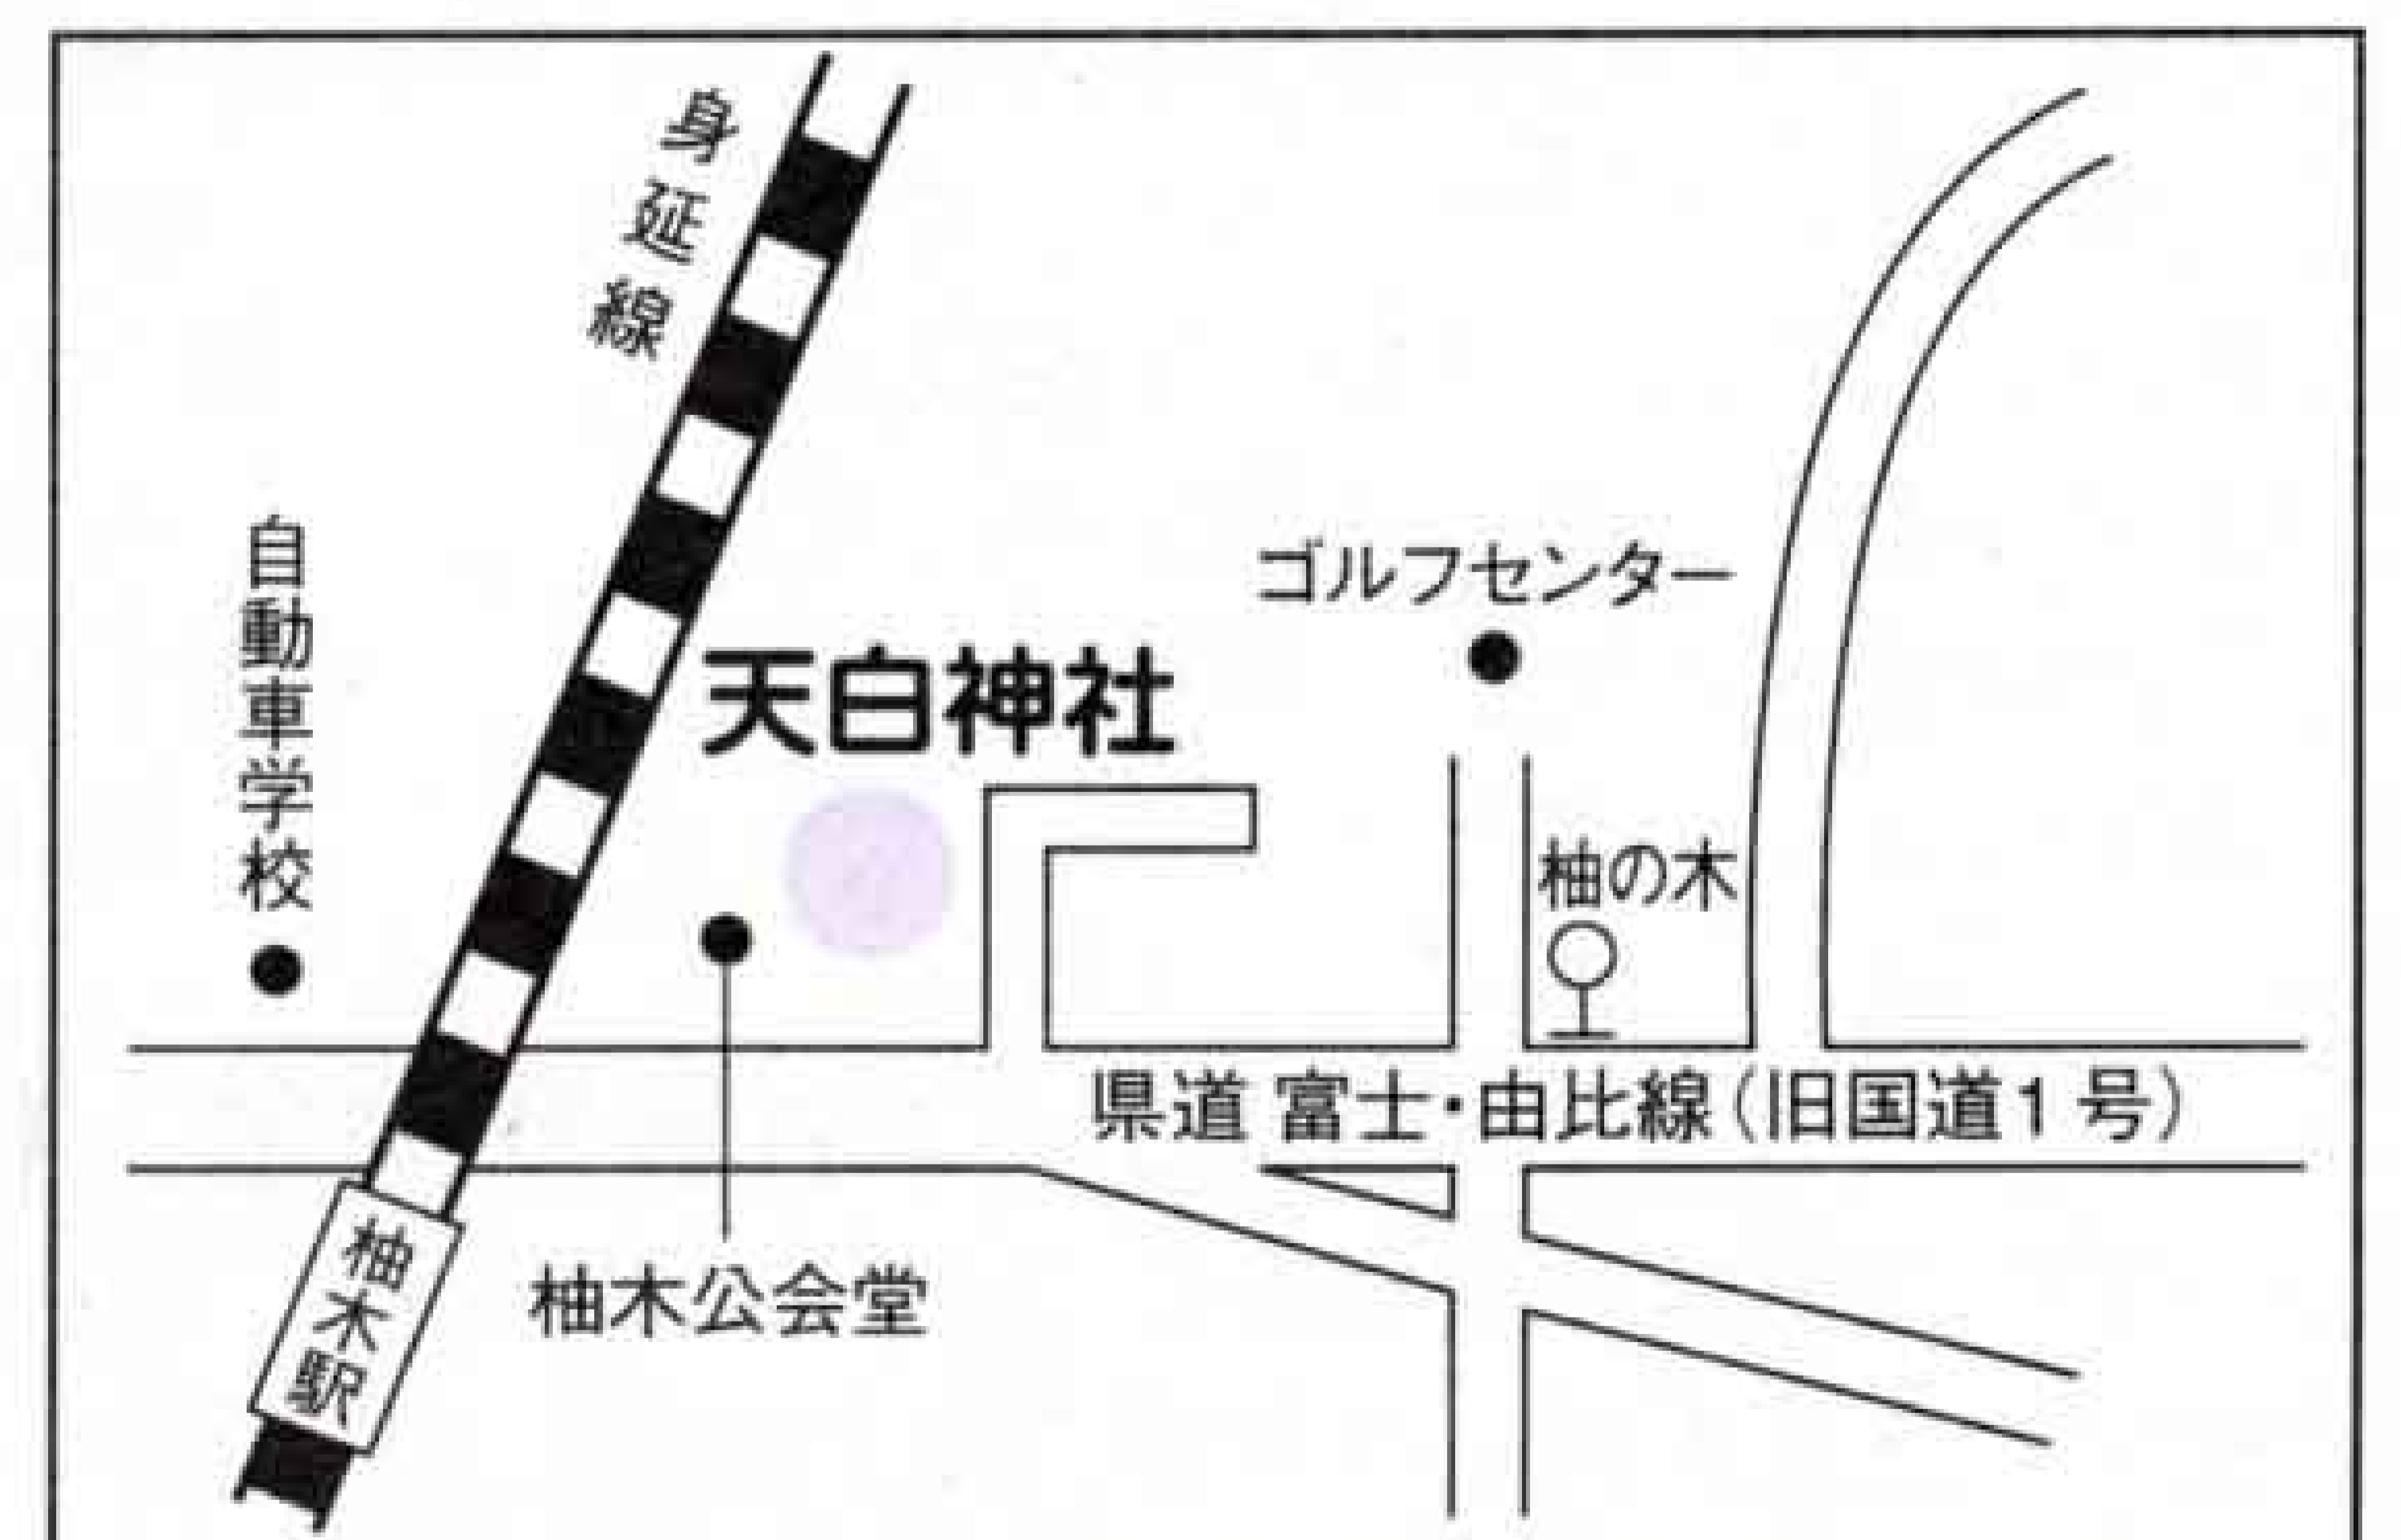 身延線
自動車学校
天白神社
ゴルフセンター
柚の木
県道 富士・由比線（旧国道1号）
柚木公会堂
柚木駅